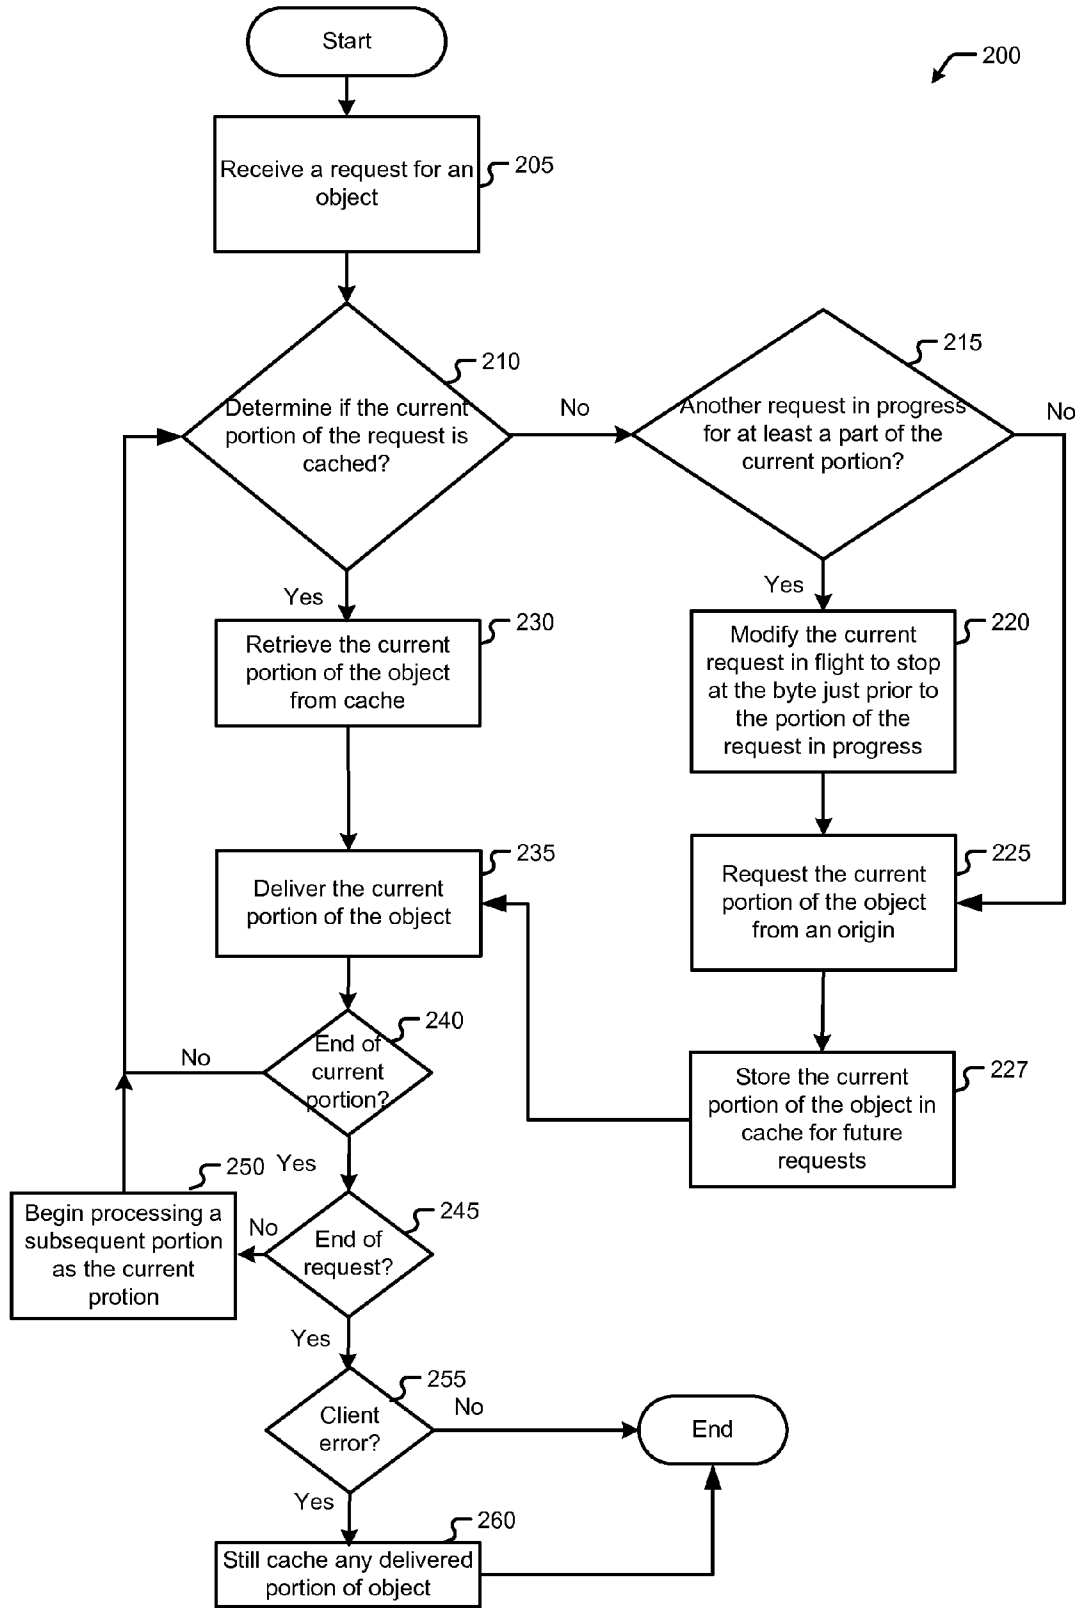 Start
200
Receive a request for an
object
205
Determine if the current
portion of the request is
cached?
210
No
Another request in progress
for at least a part of the
current portion?
215
No
Yes
Yes
Retrieve the current
portion of the object
from cache
230
Modify the current
request in flight to stop
at the byte just prior to
the portion of the
request in progress
220
Deliver the current
portion of the object
235
Request the current
portion of the object
from an origin
225
End of
current
portion?
240
No
Store the current
portion of the object in
cache for future
requests
227
Yes
250
Begin processing a
subsequent portion
as the current
protion
No
End of
request?
245
Yes
Client
error?
255
No
End
Yes
Still cache any delivered
portion of object
260